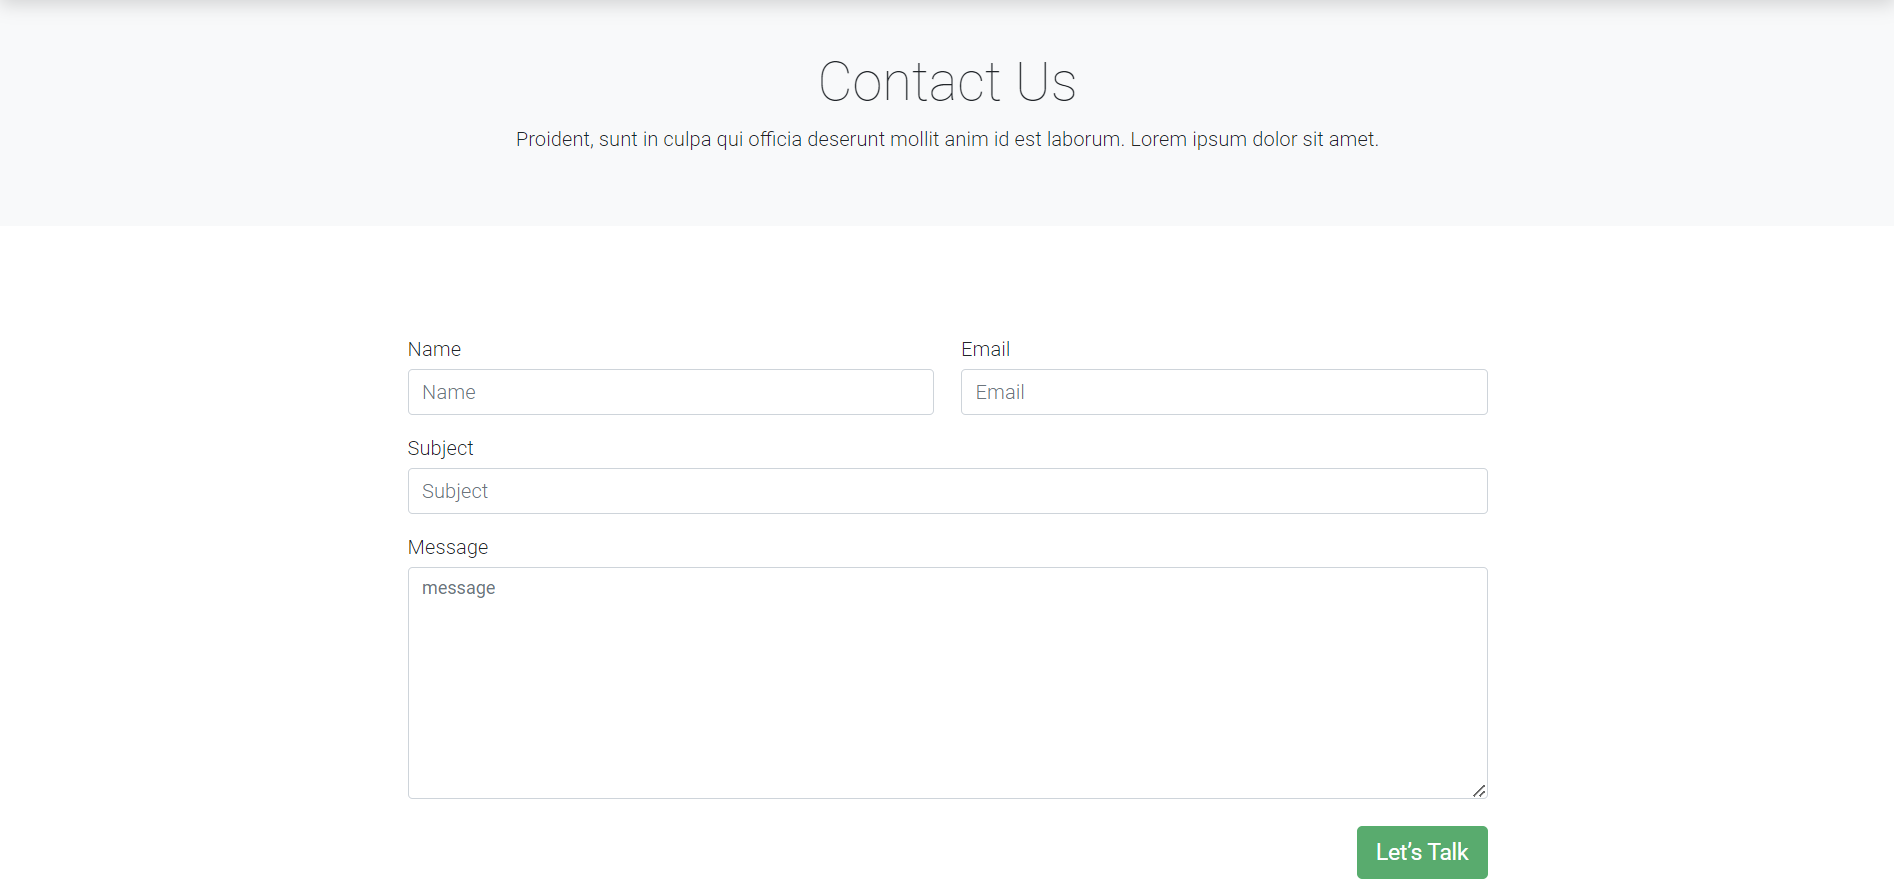 Contact Us
Proident, sunt in culpa qui officia deserunt mollit anim id est laborum. Lorem ipsum dolor sit amet.
Name
Email
Name
Email
Subject
Subject
Message
message
Let’s Talk